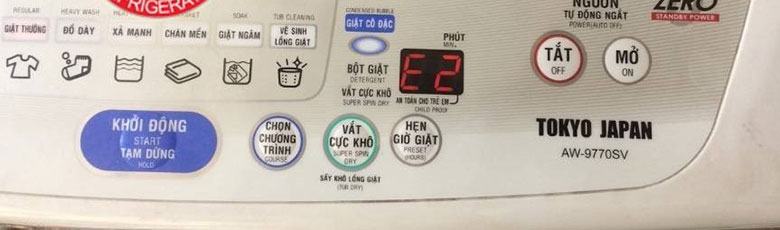 FRIGERA
ZERO
STANDBY POWER
REGULAR
HEAVY WASH
SOAK
TUB CLEANING
GIẶT THƯỜNG
ĐỒ DÀY
XẢ MẠNH
CHĂN MỀN
GIẶT NGÂM
VỆ SINH
LỒNG GIẶT
CONDENSED BUBBLE
GIẶT CÔ ĐẶC
BỘT GIẶT
DETERGENT
VẮT CỰC KHÔ
SUPER SPIN DRY
PHÚT
MIN.
E2
AN TOÀN CHO TRẺ EM
CHILD PROOF
NGUỒN
TỰ ĐỘNG NGẮT
POWER(AUTO OFF)
TẮT
OFF
MỞ
ON
KHỞI ĐỘNG
START
TẠM DỪNG
HOLD
CHỌN
CHƯƠNG
TRÌNH
COURSE
VẮT
CỰC KHÔ
SUPER SPIN
DRY
SẤY KHÔ LỒNG GIẶT
(TUB DRY)
HẸN
GIỜ GIẶT
PRESET
(HOURS)
TOKYO JAPAN
AW-9770SV